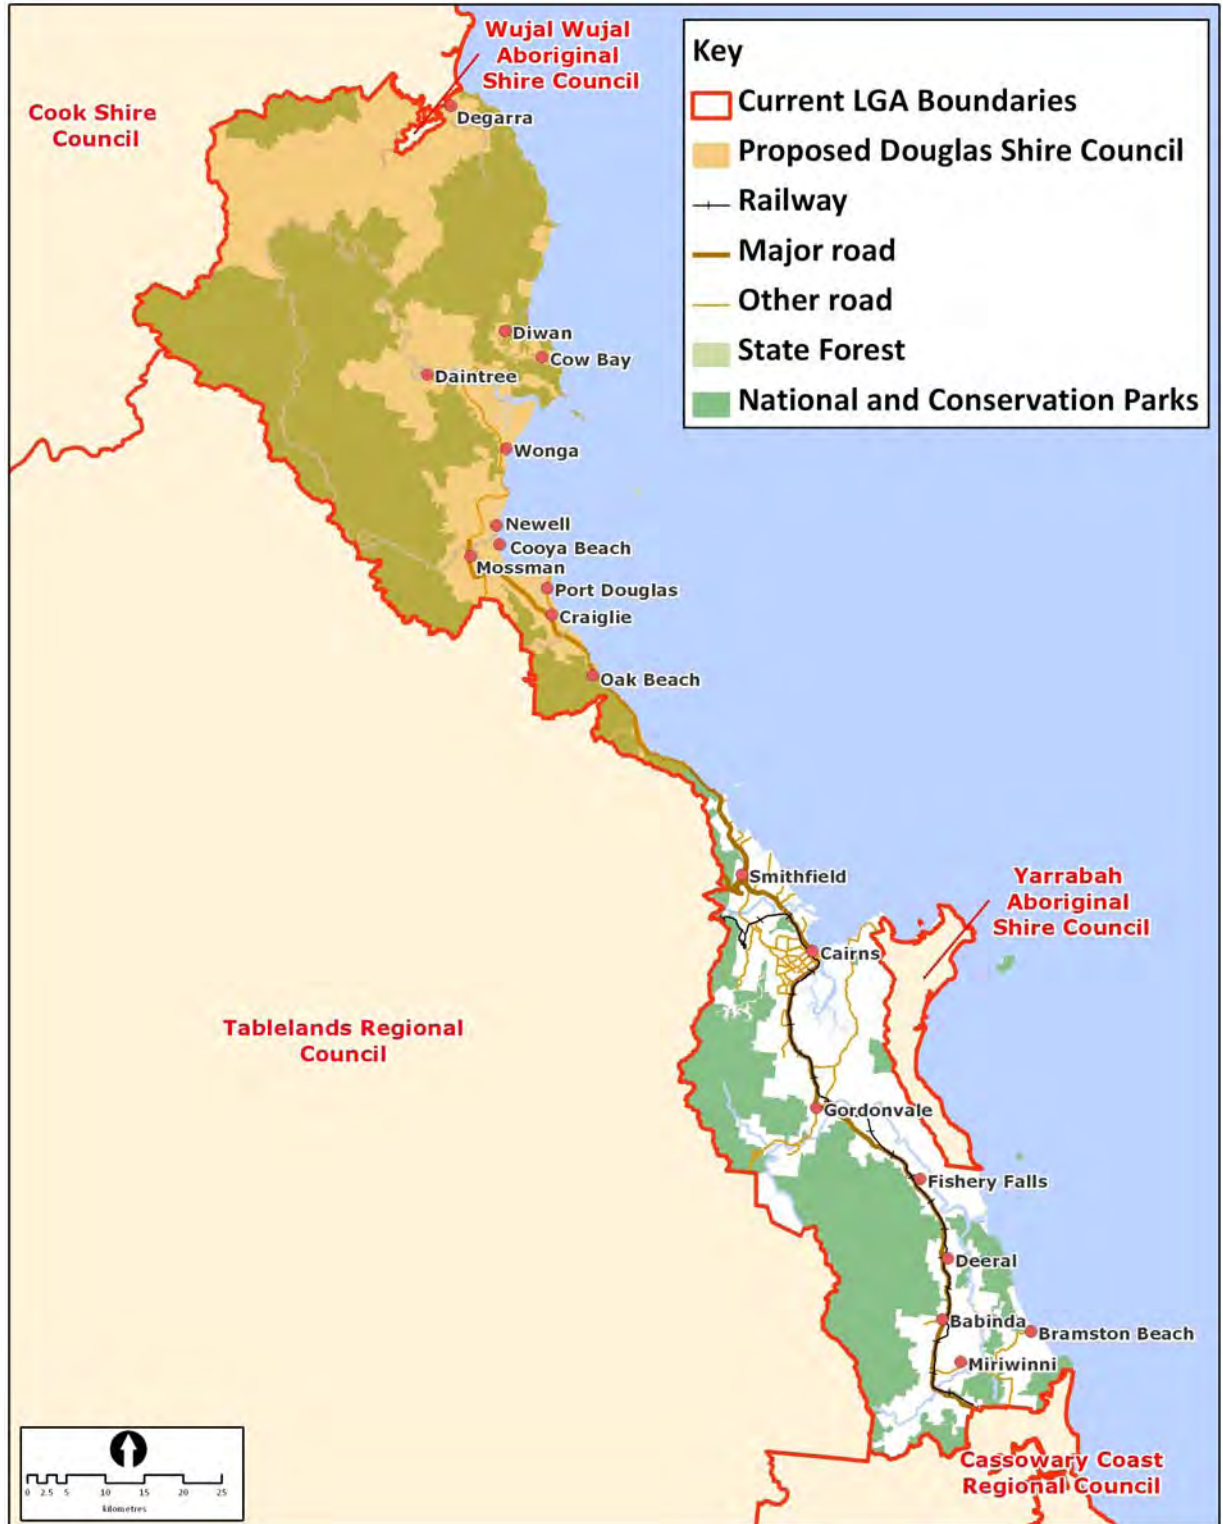 Wujal Wujal
Aboriginal
Shire Council
Cook Shire
Council
Degarra
Key
Current LGA Boundaries
Proposed Douglas Shire Council
Railway
Major road
Other road
State Forest
National and Conservation Parks
Diwan
Cow Bay
Daintree
Wonga
Newell
Cooya Beach
Mossman
Port Douglas
Craiglie
Oak Beach
Smithfield
Yarrabah
Aboriginal
Shire Council
Cairns
Tablelands Regional
Council
Gordonvale
Fishery Falls
Deeral
Babinda
Bramston Beach
Miriwinni
Cassowary Coast
Regional Council
0 2.5 5 10 15 20 25
kilometres